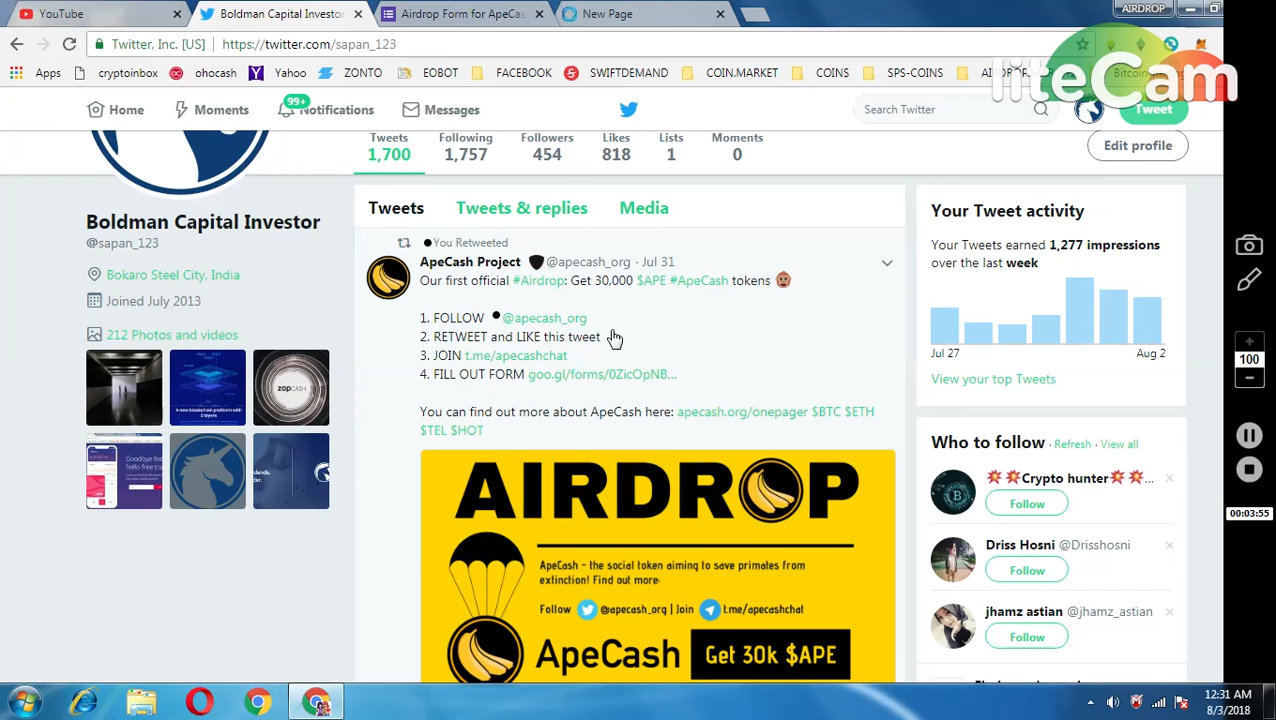 YouTube
Boldman Capital Investor
Airdrop Form for ApeCa
New Page
AIRDROP
Twitter, Inc. [US]
https://twitter.com/sapan_123
Apps
cryptoinbox
ohocash
Yahoo
ZONTO
EOBOT
FACEBOOK
SWIFTDEMAND
COIN.MARKET
COINS
SPS-COINS
liteCam
Home
Moments
99+
Notifications
Messages
Search Twitter
Tweet
Tweets
Following
Followers
Likes
Lists
Moments
1,700
1,757
454
818
1
0
Edit profile
Boldman Capital Investor
@sapan_123
Bokaro Steel City, India
Joined July 2013
212 Photos and videos
zapCASH
Tweets
Tweets & replies
Media
You Retweeted
ApeCash Project @apecash_org · Jul 31
Our first official #Airdrop: Get 30,000 $APE #ApeCash tokens
1. FOLLOW @apecash_org
2. RETWEET and LIKE this tweet
3. JOIN t.me/apecashchat
4. FILL OUT FORM goo.gl/forms/0ZicOpNB...
You can find out more about ApeCash here: apecash.org/onepager $BTC $ETH
$TEL $HOT
AIRDROP
ApeCash - the social token aiming to save primates from
extinction! Find out more:
Follow @apecash_org | Join t.me/apecashchat
ApeCash
Get 30k $APE
Your Tweet activity
Your Tweets earned 1,277 impressions
over the last week
Jul 27
Aug 2
View your top Tweets
Who to follow · Refresh · View all
Crypto hunter ...
Follow
Driss Hosni @Drisshosni
Follow
jhamz astian @jhamz_astian
Follow
100
00:03:55
12:31 AM
8/3/2018